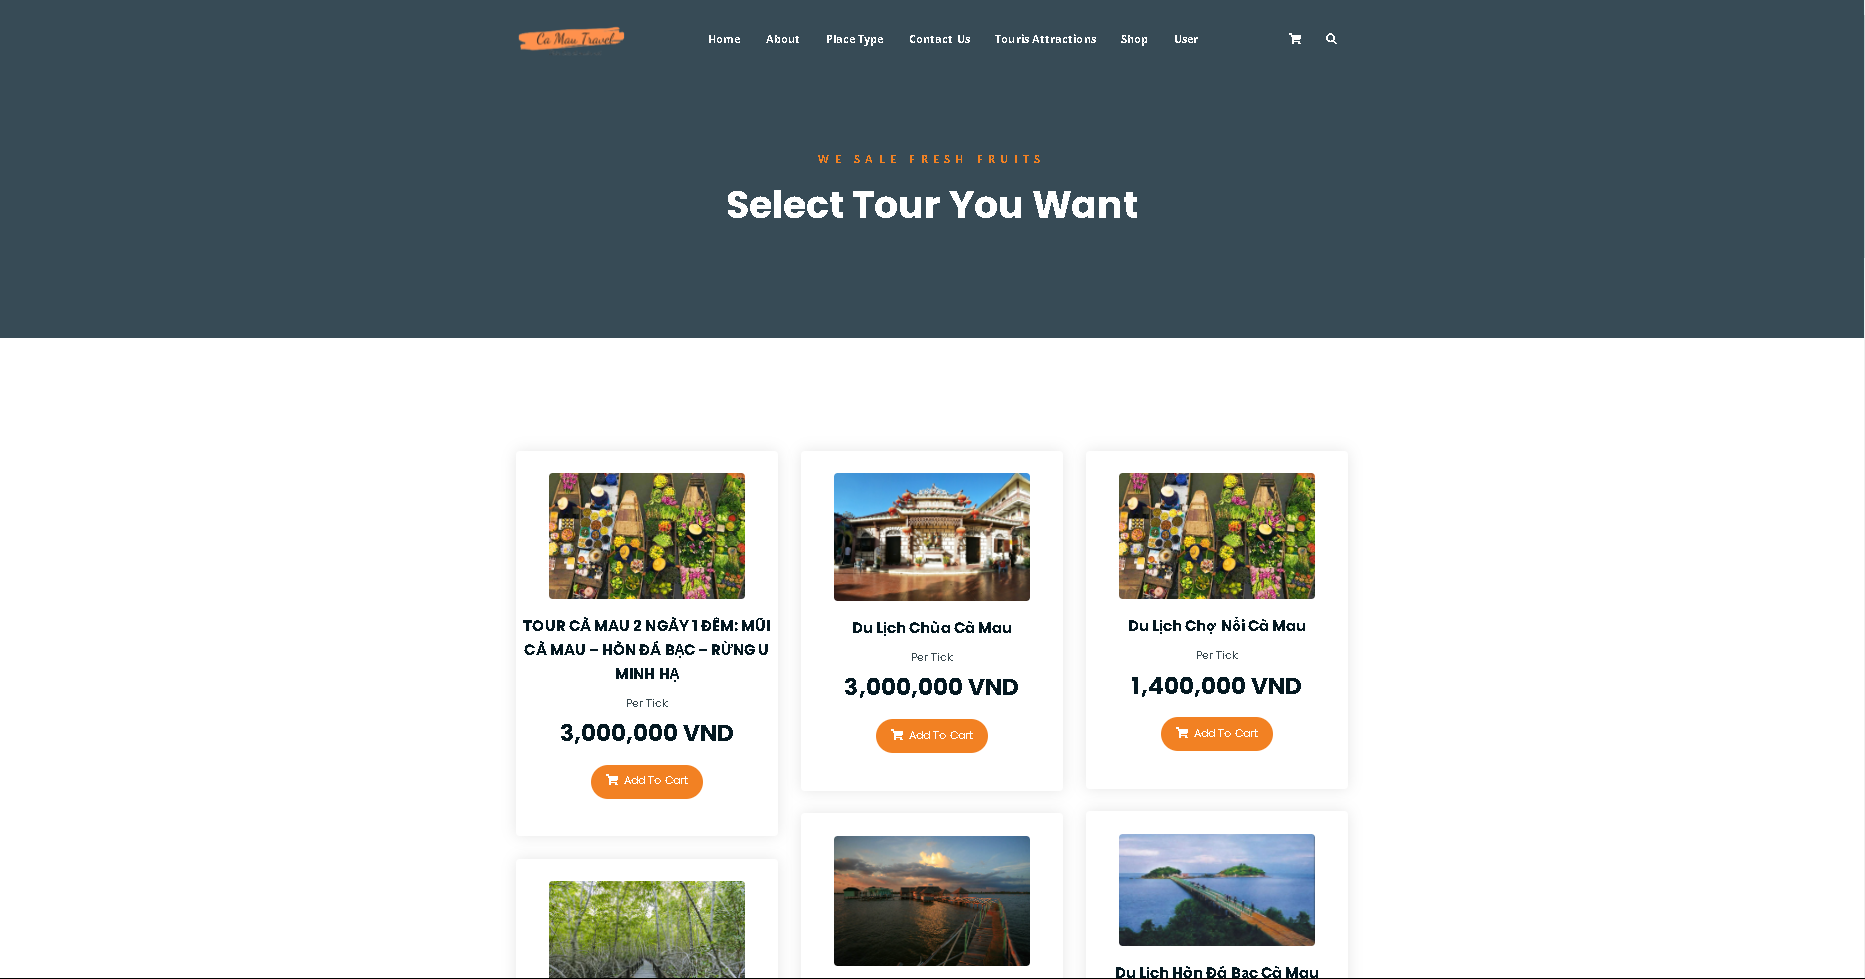 Ca Mau Travel
Home About Place Type Contact Us Touris Attractions Shop User
WE SALE FRESH FRUITS
Select Tour You Want
TOUR CÀ MAU 2 NGÀY 1 ĐÊM: MŨI
CÀ MAU – HÒN ĐÁ BẠC – RỪNG U
MINH HẠ
Per Tick
3,000,000 VND
Add To Cart
Du Lịch Chùa Cà Mau
Per Tick
3,000,000 VND
Add To Cart
Du Lịch Chợ Nổi Cà Mau
Per Tick
1,400,000 VND
Add To Cart
Du Lịch Hòn Đá Bạc Cà Mau